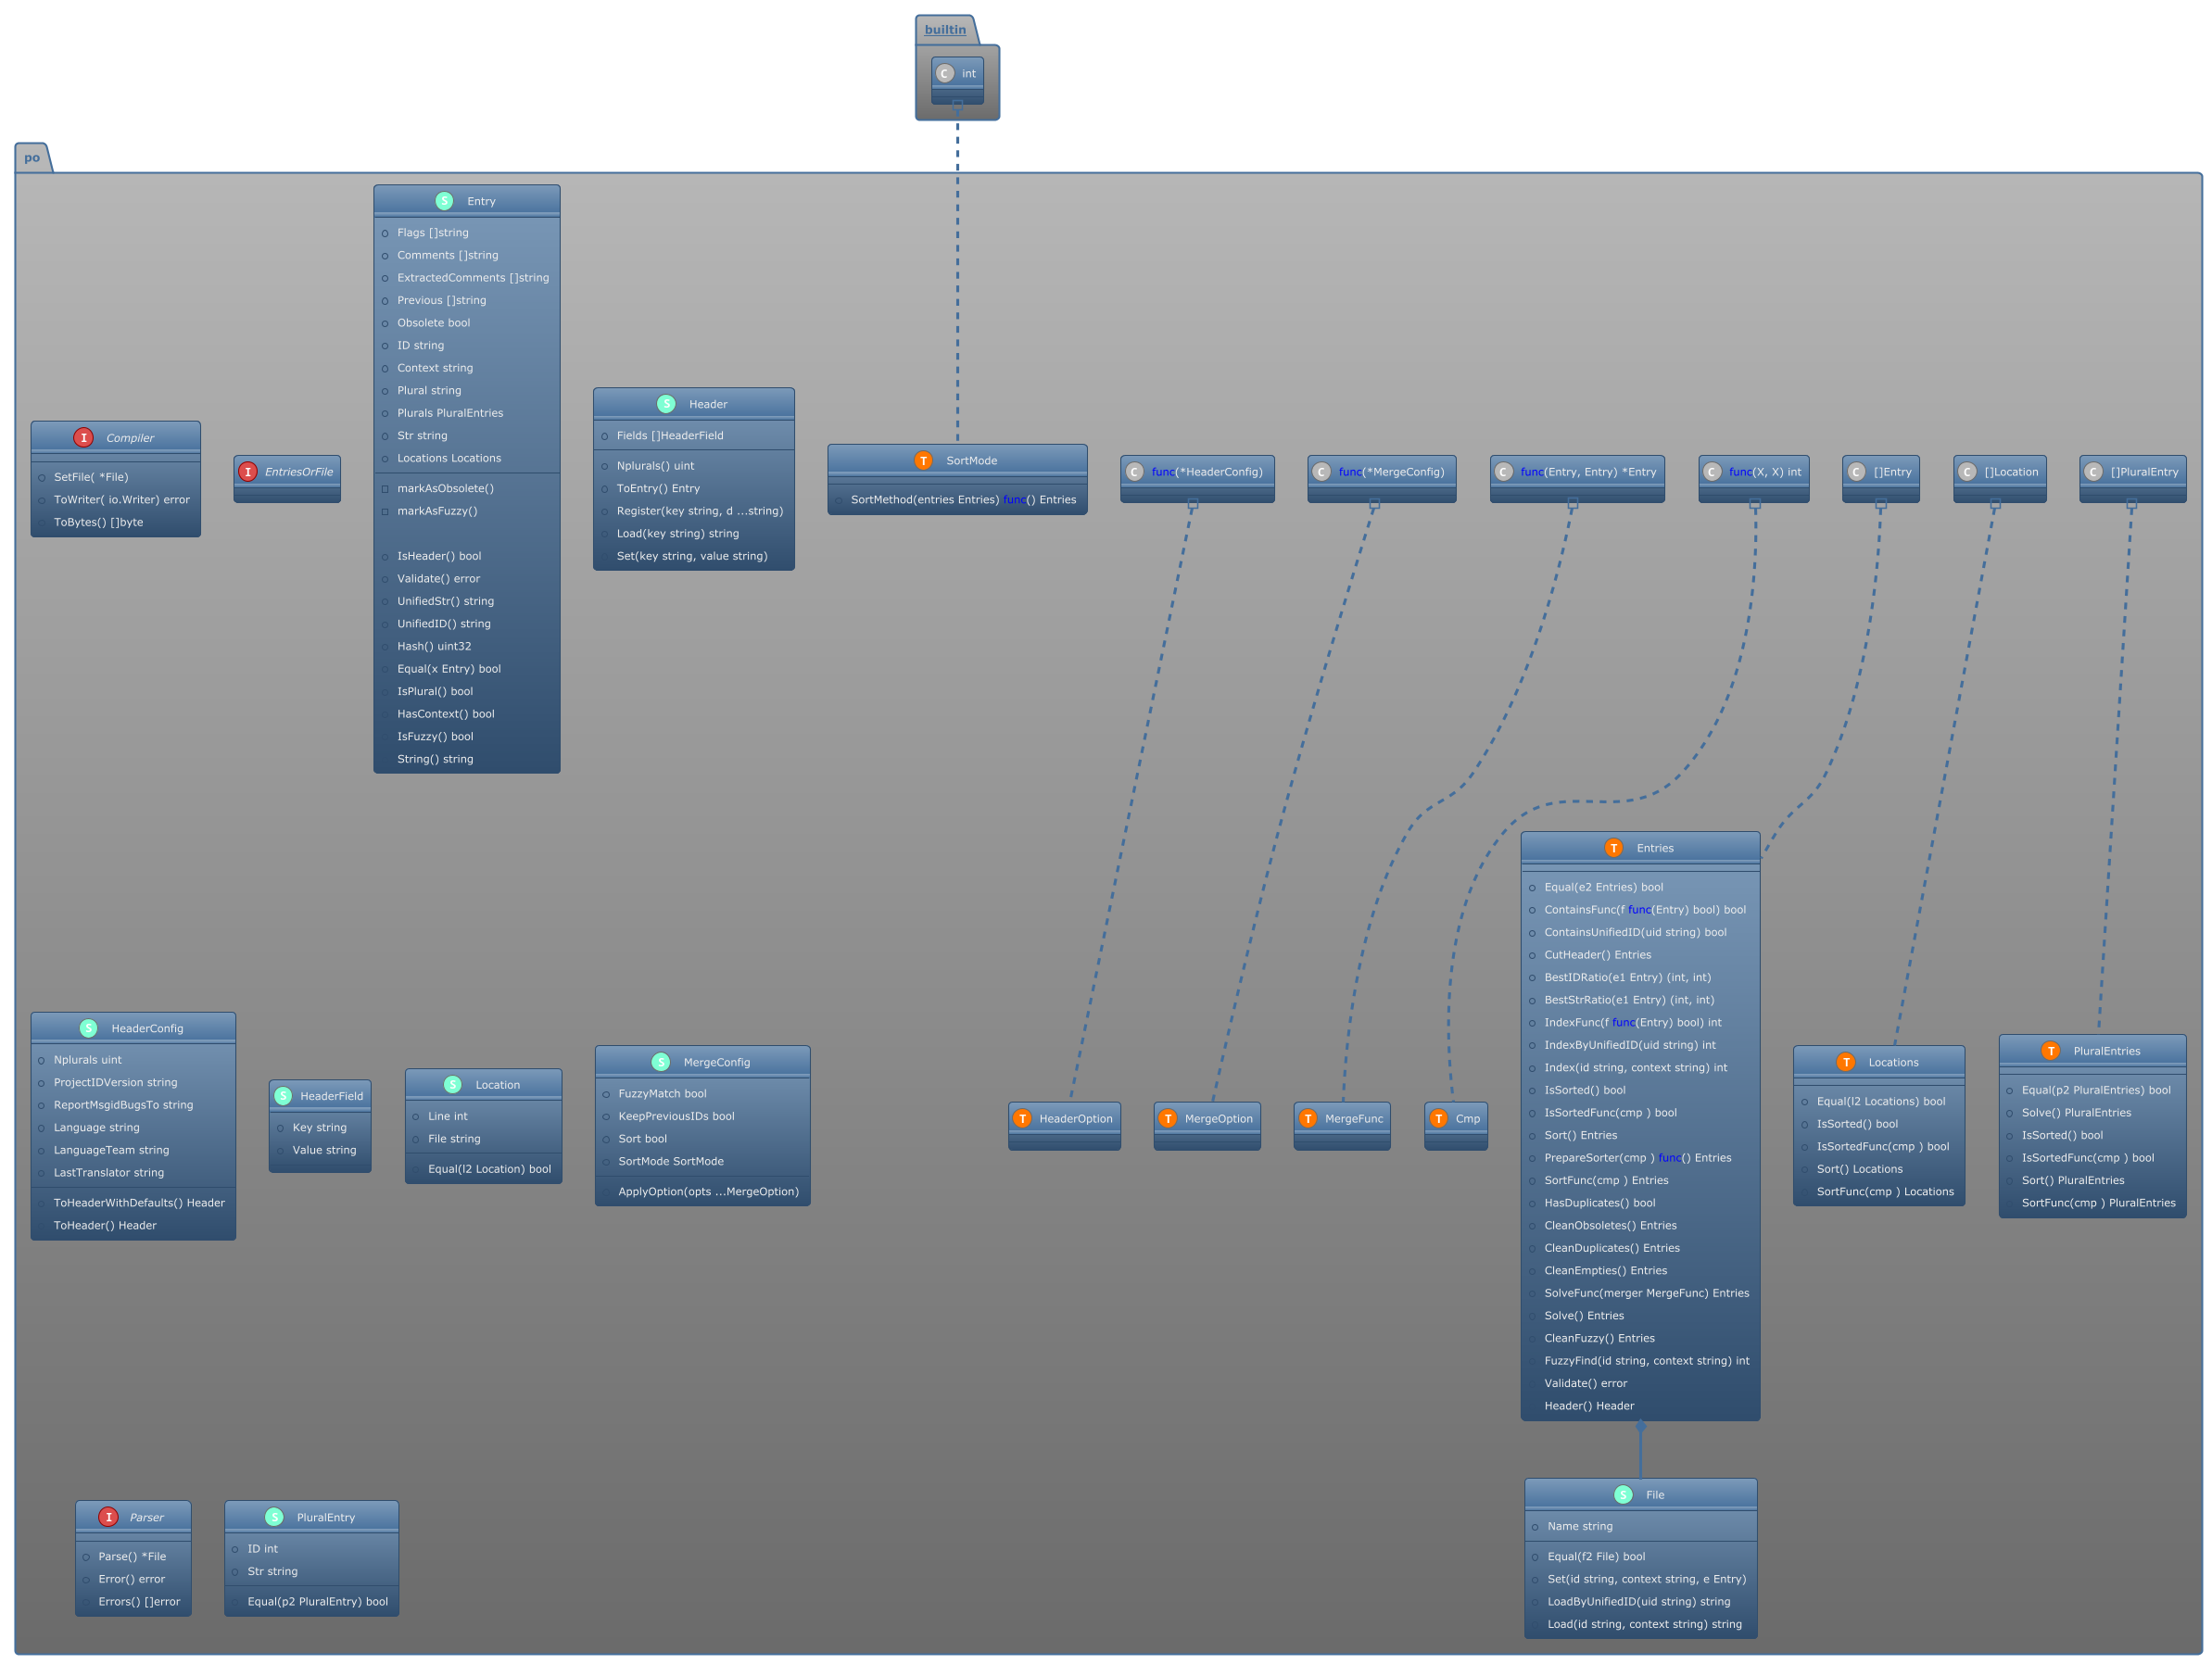 builtin
C int
po
S Entry
Flags []string
Comments []string
ExtractedComments []string
Previous []string
Obsolete bool
ID string
Context string
Plural string
Plurals PluralEntries
Str string
Locations Locations
markAsObsolete()
markAsFuzzy()
IsHeader() bool
Validate() error
UnifiedStr() string
UnifiedID() string
Hash() uint32
Equal(x Entry) bool
IsPlural() bool
HasContext() bool
IsFuzzy() bool
String() string
I Compiler
SetFile( *File)
ToWriter( io.Writer) error
ToBytes() []byte
I EntriesOrFile
S Header
Fields []HeaderField
Nplurals() uint
ToEntry() Entry
Register(key string, d ...string)
Load(key string) string
Set(key string, value string)
T SortMode
SortMethod(entries Entries) func() Entries
C func(*HeaderConfig)
C func(*MergeConfig)
C func(Entry, Entry) *Entry
C func(X, X) int
C []Entry
C []Location
C []PluralEntry
S HeaderConfig
Nplurals uint
ProjectIDVersion string
ReportMsgidBugsTo string
Language string
LanguageTeam string
LastTranslator string
ToHeaderWithDefaults() Header
ToHeader() Header
S HeaderField
Key string
Value string
S Location
Line int
File string
Equal(l2 Location) bool
S MergeConfig
FuzzyMatch bool
KeepPreviousIDs bool
Sort bool
SortMode SortMode
ApplyOption(opts ...MergeOption)
T HeaderOption
T MergeOption
T MergeFunc
T Cmp
T Entries
Equal(e2 Entries) bool
ContainsFunc(f func(Entry) bool) bool
ContainsUnifiedID(uid string) bool
CutHeader() Entries
BestIDRatio(e1 Entry) (int, int)
BestStrRatio(e1 Entry) (int, int)
IndexFunc(f func(Entry) bool) int
IndexByUnifiedID(uid string) int
Index(id string, context string) int
IsSorted() bool
IsSortedFunc(cmp ) bool
Sort() Entries
PrepareSorter(cmp ) func() Entries
SortFunc(cmp ) Entries
HasDuplicates() bool
CleanObsoletes() Entries
CleanDuplicates() Entries
CleanEmpties() Entries
SolveFunc(merger MergeFunc) Entries
Solve() Entries
CleanFuzzy() Entries
FuzzyFind(id string, context string) int
Validate() error
Header() Header
T Locations
Equal(l2 Locations) bool
IsSorted() bool
IsSortedFunc(cmp ) bool
Sort() Locations
SortFunc(cmp ) Locations
T PluralEntries
Equal(p2 PluralEntries) bool
Solve() PluralEntries
IsSorted() bool
IsSortedFunc(cmp ) bool
Sort() PluralEntries
SortFunc(cmp ) PluralEntries
I Parser
Parse() *File
Error() error
Errors() []error
S PluralEntry
ID int
Str string
Equal(p2 PluralEntry) bool
S File
Name string
Equal(f2 File) bool
Set(id string, context string, e Entry)
LoadByUnifiedID(uid string) string
Load(id string, context string) string